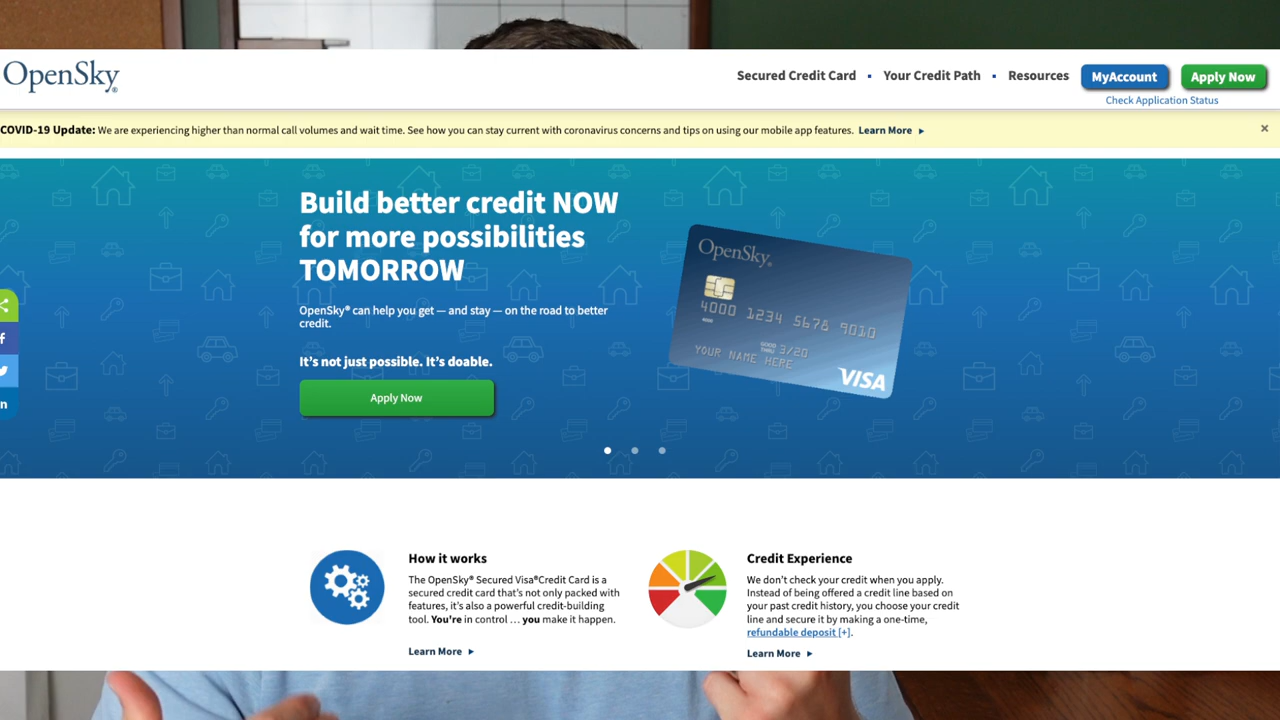 OpenSky®
Secured Credit Card
Your Credit Path
Resources
MyAccount
Apply Now
Check Application Status
COVID-19 Update: We are experiencing higher than normal call volumes and wait time. See how you can stay current with coronavirus concerns and tips on using our mobile app features. Learn More
Build better credit NOW
for more possibilities
TOMORROW
OpenSky® can help you get — and stay — on the road to better
credit.
It's not just possible. It's doable.
Apply Now
OpenSky®
4000 1234 5678 9010
GOOD
THRU 3/20
YOUR NAME HERE
VISA
How it works
The OpenSky® Secured Visa®Credit Card is a
secured credit card that's not only packed with
features, it's also a powerful credit-building
tool. You're in control ... you make it happen.
Learn More
Credit Experience
We don't check your credit when you apply.
Instead of being offered a credit line based on
your past credit history, you choose your credit
line and secure it by making a one-time,
refundable deposit [+].
Learn More